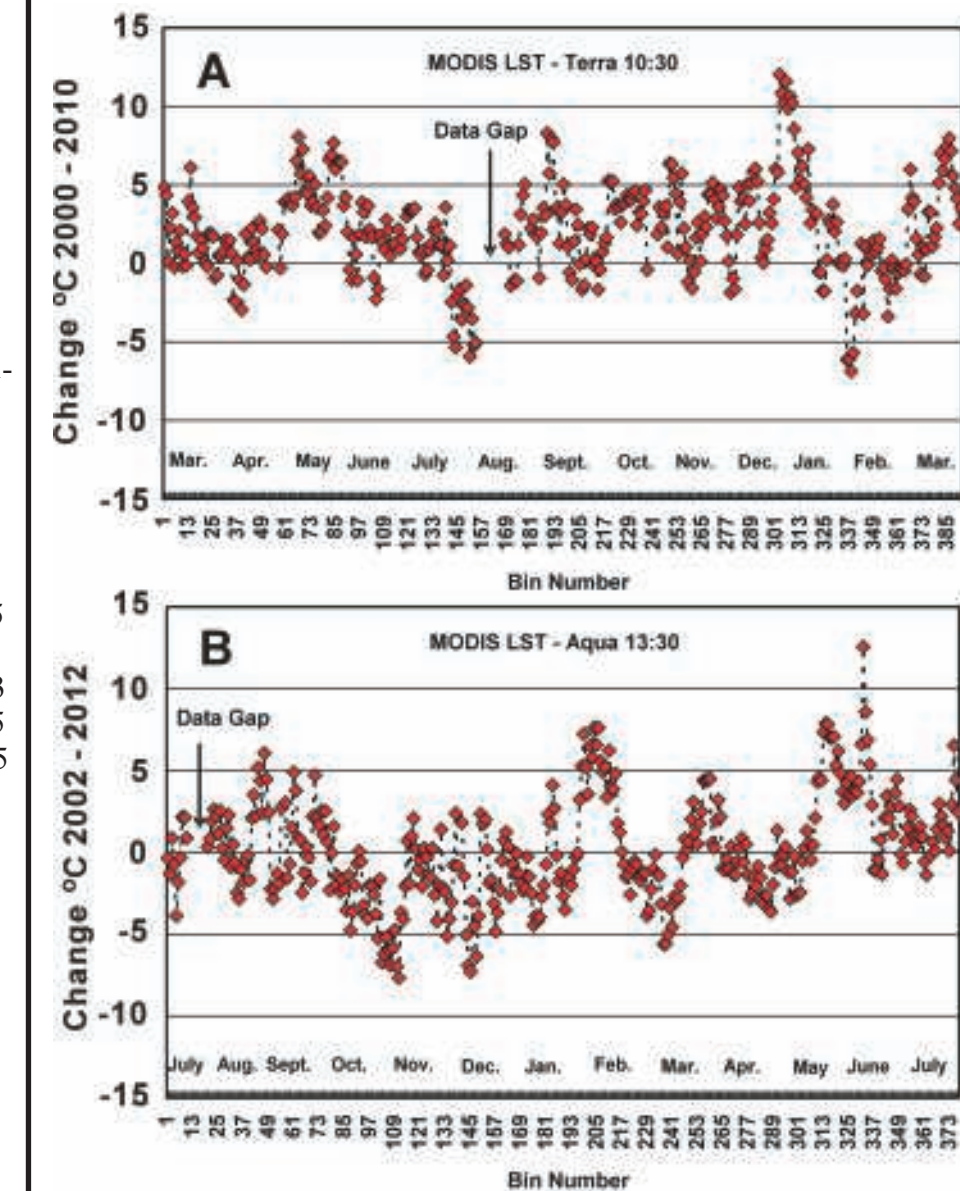 A
MODIS LST - Terra 10:30
Data Gap
Change ºC 2000 - 2010
15
10
5
0
-5
-10
-15
Mar. Apr. May June July Aug. Sept. Oct. Nov. Dec. Jan. Feb. Mar.
1 13 25 37 49 61 73 85 97 109 121 133 145 157 169 181 193 205 217 229 241 253 265 277 289 301 313 325 337 349 361 373 385
Bin Number
B
MODIS LST - Aqua 13:30
Data Gap
Change ºC 2002 - 2012
15
10
5
0
-5
-10
-15
July Aug. Sept. Oct. Nov. Dec. Jan. Feb. Mar. Apr. May June July
1 13 25 37 49 61 73 85 97 109 121 133 145 157 169 181 193 205 217 229 241 253 265 277 289 301 313 325 337 349 361 373
Bin Number